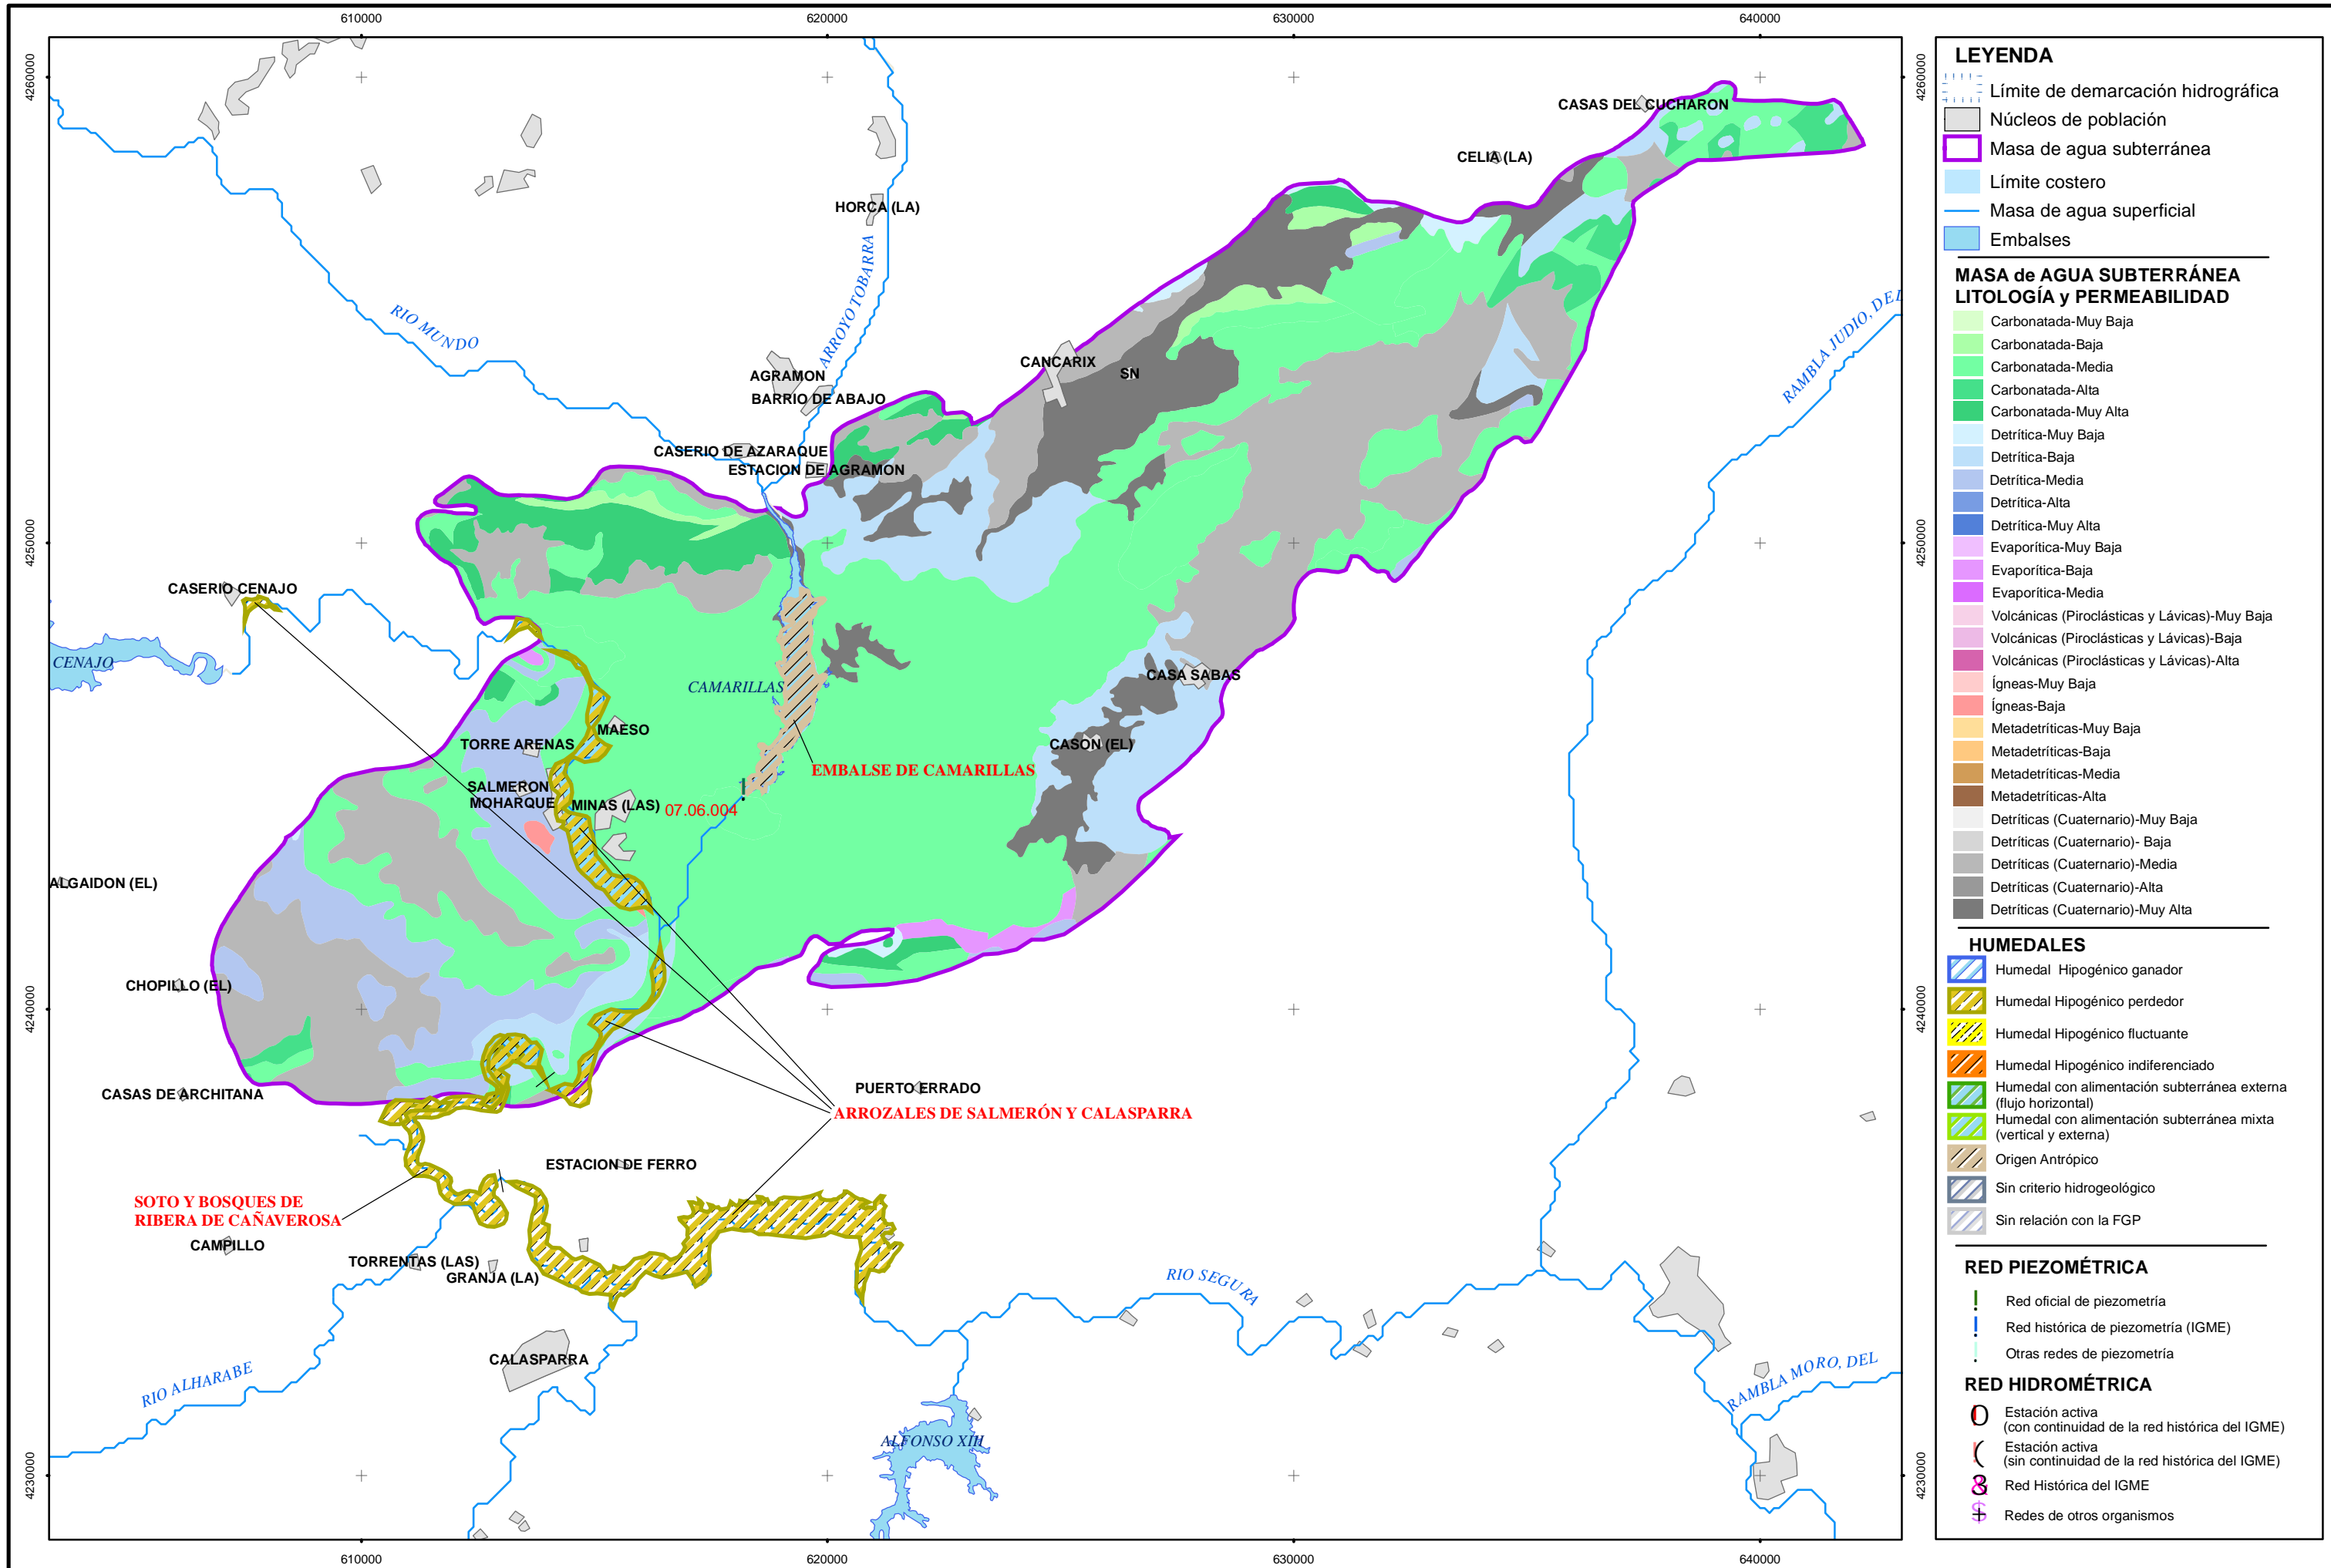 610000
620000
630000
640000
4260000
4260000
4250000
4250000
4240000
4240000
4230000
4230000
CASAS DEL CUCHARON
CELIA (LA)
HORCA (LA)
ARROYO TOBARRA
RIO MUNDO
RAMBLA JUDIO, DEL
AGRAMON
BARRIO DE ABAJO
CANCARIX
SN
CASERIO DE AZARAQUE
ESTACION DE AGRAMON
CASERIO CENAJO
CENAJO
CAMARILLAS
CASA SABAS
MAESO
TORRE ARENAS
CASON (EL)
EMBALSE DE CAMARILLAS
SALMERON
MOHARQUE
MINAS (LAS)
07.06.004
ALGAIDON (EL)
CHOPILLO (EL)
CASAS DE ARCHITANA
PUERTO ERRADO
ARROZALES DE SALMERÓN Y CALASPARRA
ESTACION DE FERRO
SOTO Y BOSQUES DE
RIBERA DE CAÑAVEROSA
CAMPILLO
TORRENTAS (LAS)
GRANJA (LA)
RIO SEGURA
CALASPARRA
RIO ALHARABE
RAMBLA MORO, DEL
ALFONSO XIII
610000
620000
630000
640000
LEYENDA
Límite de demarcación hidrográfica
Núcleos de población
Masa de agua subterránea
Límite costero
Masa de agua superficial
Embalses
MASA de AGUA SUBTERRÁNEA
LITOLOGÍA y PERMEABILIDAD
Carbonatada-Muy Baja
Carbonatada-Baja
Carbonatada-Media
Carbonatada-Alta
Carbonatada-Muy Alta
Detrítica-Muy Baja
Detrítica-Baja
Detrítica-Media
Detrítica-Alta
Detrítica-Muy Alta
Evaporítica-Muy Baja
Evaporítica-Baja
Evaporítica-Media
Volcánicas (Piroclásticas y Lávicas)-Muy Baja
Volcánicas (Piroclásticas y Lávicas)-Baja
Volcánicas (Piroclásticas y Lávicas)-Alta
Ígneas-Muy Baja
Ígneas-Baja
Metadetríticas-Muy Baja
Metadetríticas-Baja
Metadetríticas-Media
Metadetríticas-Alta
Detríticas (Cuaternario)-Muy Baja
Detríticas (Cuaternario)- Baja
Detríticas (Cuaternario)-Media
Detríticas (Cuaternario)-Alta
Detríticas (Cuaternario)-Muy Alta
HUMEDALES
Humedal Hipogénico ganador
Humedal Hipogénico perdedor
Humedal Hipogénico fluctuante
Humedal Hipogénico indiferenciado
Humedal con alimentación subterránea externa
(flujo horizontal)
Humedal con alimentación subterránea mixta
(vertical y externa)
Origen Antrópico
Sin criterio hidrogeológico
Sin relación con la FGP
RED PIEZOMÉTRICA
! Red oficial de piezometría
! Red histórica de piezometría (IGME)
! Otras redes de piezometría
RED HIDROMÉTRICA
Estación activa
(con continuidad de la red histórica del IGME)
Estación activa
(sin continuidad de la red histórica del IGME)
& Red Histórica del IGME
$ Redes de otros organismos